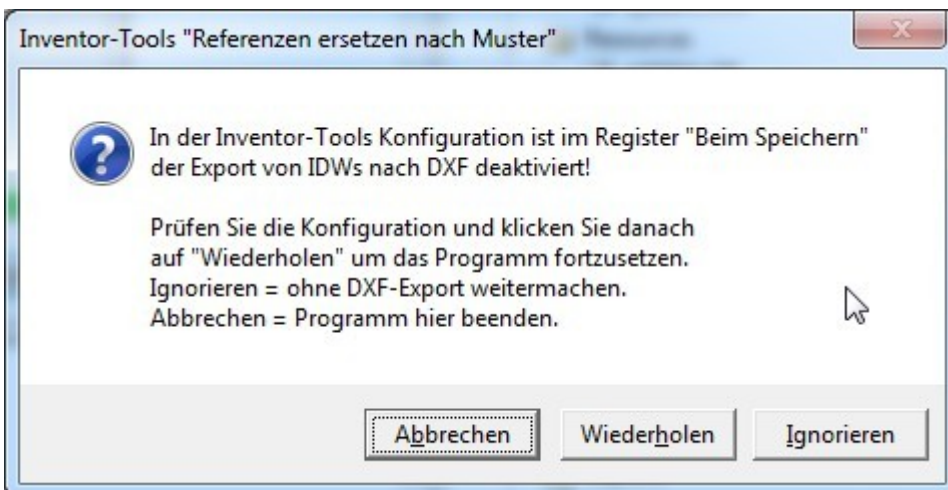 Inventor-Tools "Referenzen ersetzen nach Muster"
In der Inventor-Tools Konfiguration ist im Register "Beim Speichern"
der Export von IDWs nach DXF deaktiviert!
Prüfen Sie die Konfiguration und klicken Sie danach
auf "Wiederholen" um das Programm fortzusetzen.
Ignorieren = ohne DXF-Export weitermachen.
Abbrechen = Programm hier beenden.
Abbrechen Wiederholen Ignorieren